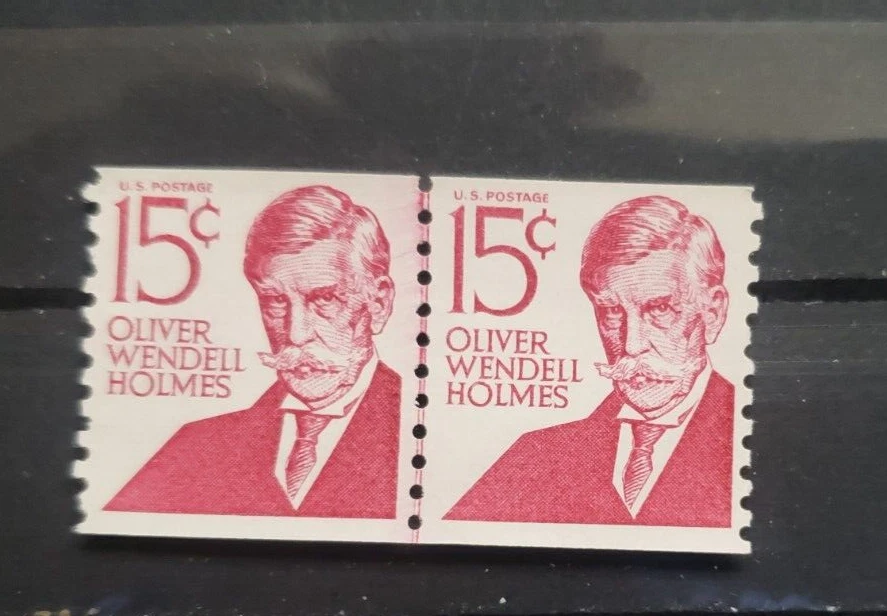 U.S. POSTAGE
15¢
OLIVER
WENDELL
HOLMES
U.S. POSTAGE
15¢
OLIVER
WENDELL
HOLMES